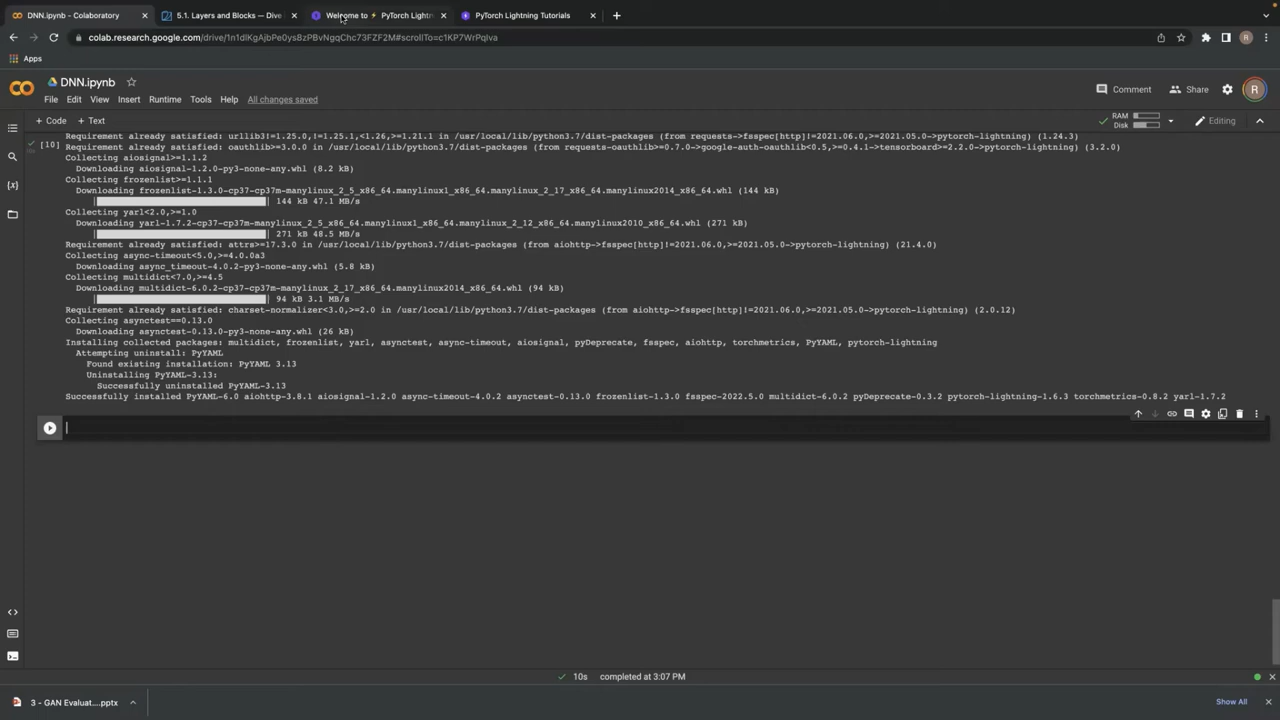 DNN.ipynb - Colaboratory
5.1. Layers and Blocks — Dive
Welcome to ⚡ PyTorch Lightn
PyTorch Lightning Tutorials
colab.research.google.com/drive/1n1dlKgAjbPe0ys8zPBvNgqChc73FZF2M#scrollTo=c1KP7WrPqIva
R
Apps
DNN.ipynb
File Edit View Insert Runtime Tools Help All changes saved
Comment Share R
+ Code + Text
RAM
Disk
Editing
Requirement already satisfied: urllib3!=1.25.0,!=1.25.1,<1.26,>=1.21.1 in /usr/local/lib/python3.7/dist-packages (from requests->fsspec[http]!=2021.06.0,>=2021.05.0->pytorch-lightning) (1.24.3)
[10] Requirement already satisfied: oauthlib>=3.0.0 in /usr/local/lib/python3.7/dist-packages (from requests-oauthlib>=0.7.0->google-auth-oauthlib<0.5,>=0.4.1->tensorboard>=2.2.0->pytorch-lightning) (3.2.0)
Collecting aiosignal>=1.1.2
Downloading aiosignal-1.2.0-py3-none-any.whl (8.2 kB)
Collecting frozenlist>=1.1.1
Downloading frozenlist-1.3.0-cp37-cp37m-manylinux_2_5_x86_64.manylinux1_x86_64.manylinux_2_17_x86_64.manylinux2014_x86_64.whl (144 kB)
144 kB 47.1 MB/s
Collecting yarl<2.0,>=1.0
Downloading yarl-1.7.2-cp37-cp37m-manylinux_2_5_x86_64.manylinux1_x86_64.manylinux_2_12_x86_64.manylinux2010_x86_64.whl (271 kB)
271 kB 48.5 MB/s
Requirement already satisfied: attrs>=17.3.0 in /usr/local/lib/python3.7/dist-packages (from aiohttp->fsspec[http]!=2021.06.0,>=2021.05.0->pytorch-lightning) (21.4.0)
Collecting async-timeout<5.0,>=4.0.0a3
Downloading async_timeout-4.0.2-py3-none-any.whl (5.8 kB)
Collecting multidict<7.0,>=4.5
Downloading multidict-6.0.2-cp37-cp37m-manylinux_2_17_x86_64.manylinux2014_x86_64.whl (94 kB)
94 kB 3.1 MB/s
Requirement already satisfied: charset-normalizer<3.0,>=2.0 in /usr/local/lib/python3.7/dist-packages (from aiohttp->fsspec[http]!=2021.06.0,>=2021.05.0->pytorch-lightning) (2.0.12)
Collecting asynctest==0.13.0
Downloading asynctest-0.13.0-py3-none-any.whl (26 kB)
Installing collected packages: multidict, frozenlist, yarl, asynctest, async-timeout, aiosignal, pyDeprecate, fsspec, aiohttp, torchmetrics, PyYAML, pytorch-lightning
Attempting uninstall: PyYAML
Found existing installation: PyYAML 3.13
Uninstalling PyYAML-3.13:
Successfully uninstalled PyYAML-3.13
Successfully installed PyYAML-6.0 aiohttp-3.8.1 aiosignal-1.2.0 async-timeout-4.0.2 asynctest-0.13.0 frozenlist-1.3.0 fsspec-2022.5.0 multidict-6.0.2 pyDeprecate-0.3.2 pytorch-lightning-1.6.3 torchmetrics-0.8.2 yarl-1.7.2
10s completed at 3:07 PM
3 - GAN Evaluat....pptx
Show All